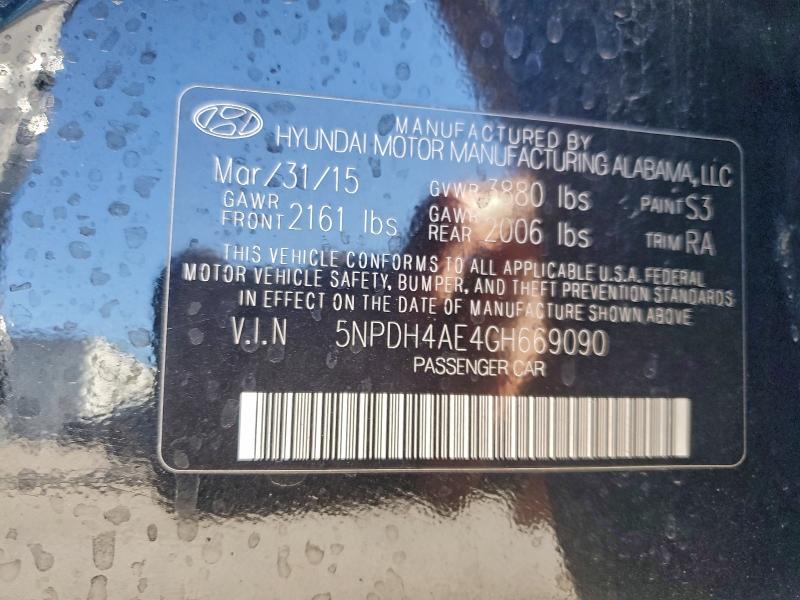 MANUFACTURED BY
HYUNDAI MOTOR MANUFACTURING ALABAMA, LLC
Mar/31/15 GVWR 3880 lbs PAINT S3
GAWR FRONT 2161 lbs GAWR REAR 2006 lbs TRIM RA
THIS VEHICLE CONFORMS TO ALL APPLICABLE U.S.A. FEDERAL
MOTOR VEHICLE SAFETY, BUMPER, AND THEFT PREVENTION STANDARDS
IN EFFECT ON THE DATE OF MANUFACTURE SHOWN ABOVE
V.I.N 5NPDH4AE4GH669090
PASSENGER CAR